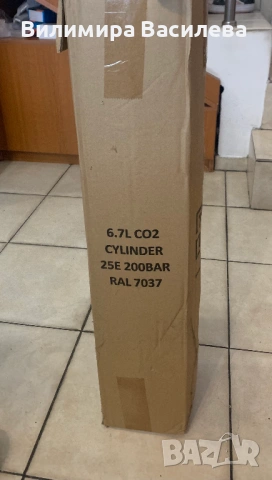 Вилимира Василева
6.7L CO2
CYLINDER
25E 200BAR
RAL 7037
BAZAR